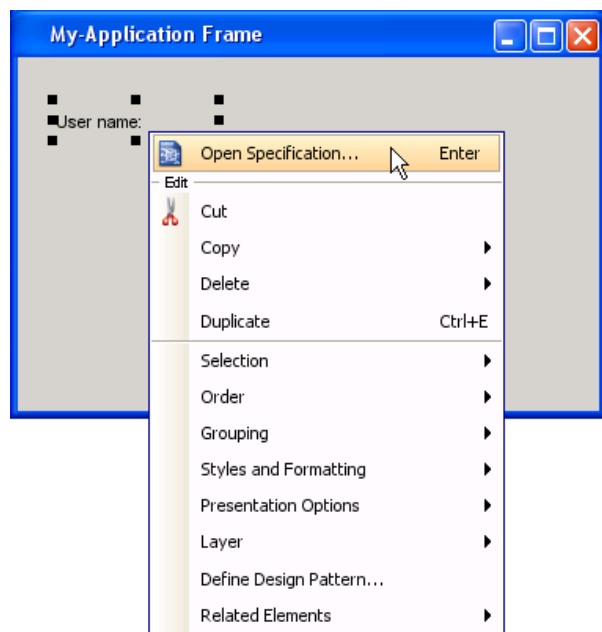 My-Application Frame
User name:
Open Specification... Enter
Edit
Cut
Copy
Delete
Duplicate Ctrl+E
Selection
Order
Grouping
Styles and Formatting
Presentation Options
Layer
Define Design Pattern...
Related Elements